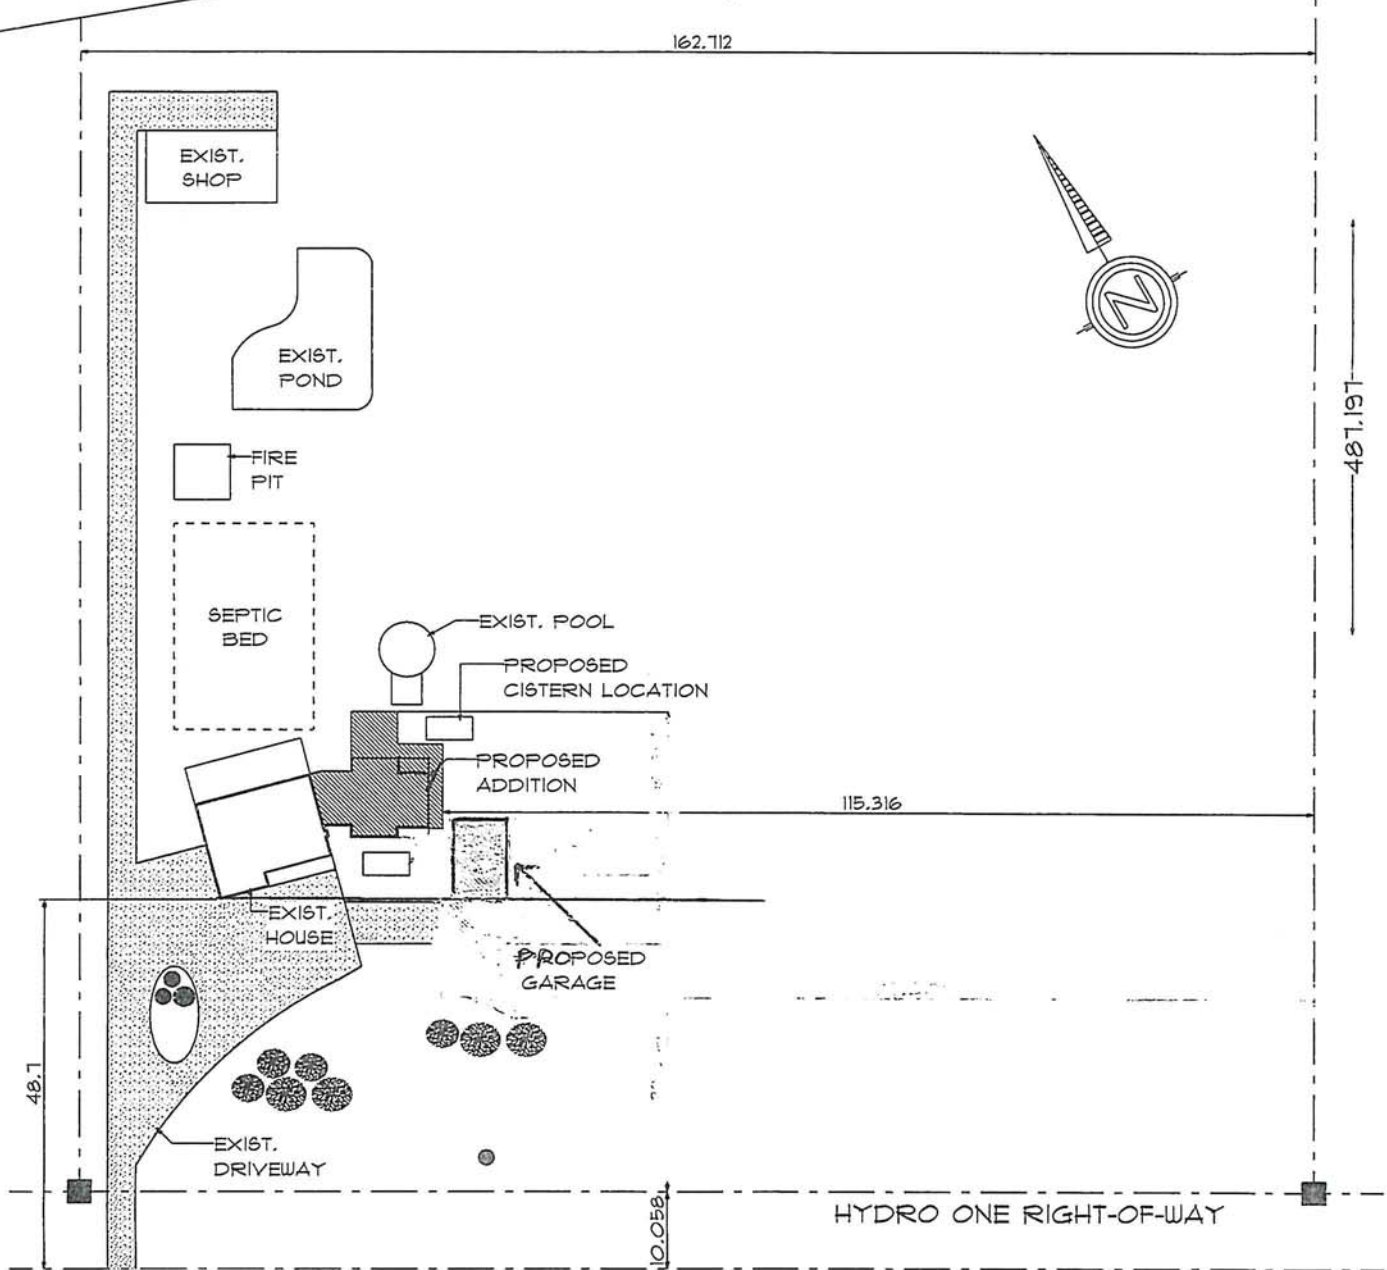 162.712
EXIST.
SHOP
N
EXIST.
POND
487.197
FIRE
PIT
SEPTIC
BED
EXIST. POOL
PROPOSED
CISTERN LOCATION
PROPOSED
ADDITION
115.316
EXIST.
HOUSE
PROPOSED
GARAGE
48.7
EXIST.
DRIVEWAY
10.058
HYDRO ONE RIGHT-OF-WAY